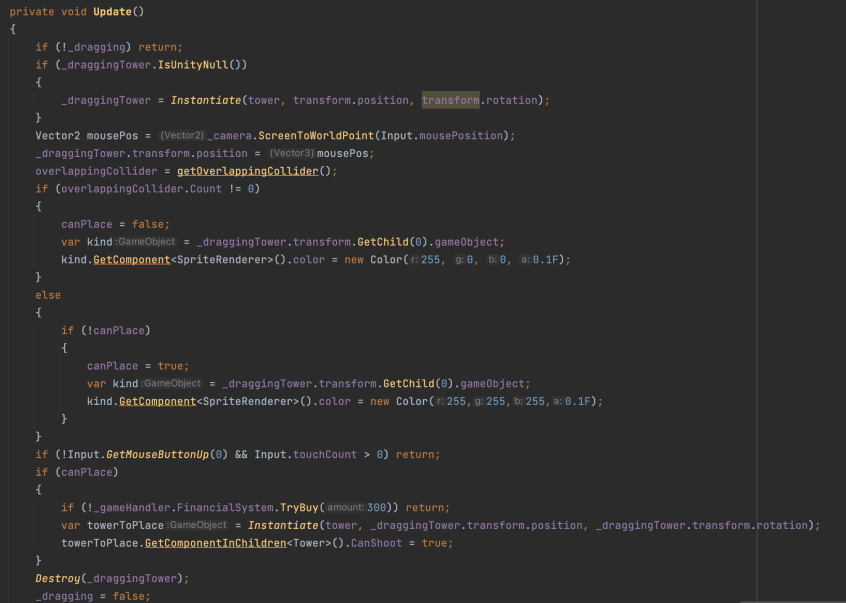 private void Update()
{
if (!_dragging) return;
if (_draggingTower.IsUnityNull())
{
_draggingTower = Instantiate(tower, transform.position, transform.rotation);
}
Vector2 mousePos = (Vector2) _camera.ScreenToWorldPoint(Input.mousePosition);
_draggingTower.transform.position = (Vector3) mousePos;
overlappingCollider = getOverlappingCollider();
if (overlappingCollider.Count != 0)
{
canPlace = false;
var kind :GameObject = _draggingTower.transform.GetChild(0).gameObject;
kind.GetComponent<SpriteRenderer>().color = new Color( r: 255, g: 0, b: 0, a: 0.1F);
}
else
{
if (!canPlace)
{
canPlace = true;
var kind :GameObject = _draggingTower.transform.GetChild(0).gameObject;
kind.GetComponent<SpriteRenderer>().color = new Color( r: 255, g: 255, b: 255, a: 0.1F);
}
}
if (!Input.GetMouseButtonUp(0) && Input.touchCount > 0) return;
if (canPlace)
{
if (!_gameHandler.FinancialSystem.TryBuy( amount: 300)) return;
var towerToPlace :GameObject = Instantiate(tower, _draggingTower.transform.position, _draggingTower.transform.rotation);
towerToPlace.GetComponentInChildren<Tower>().CanShoot = true;
}
Destroy(_draggingTower);
_dragging = false;